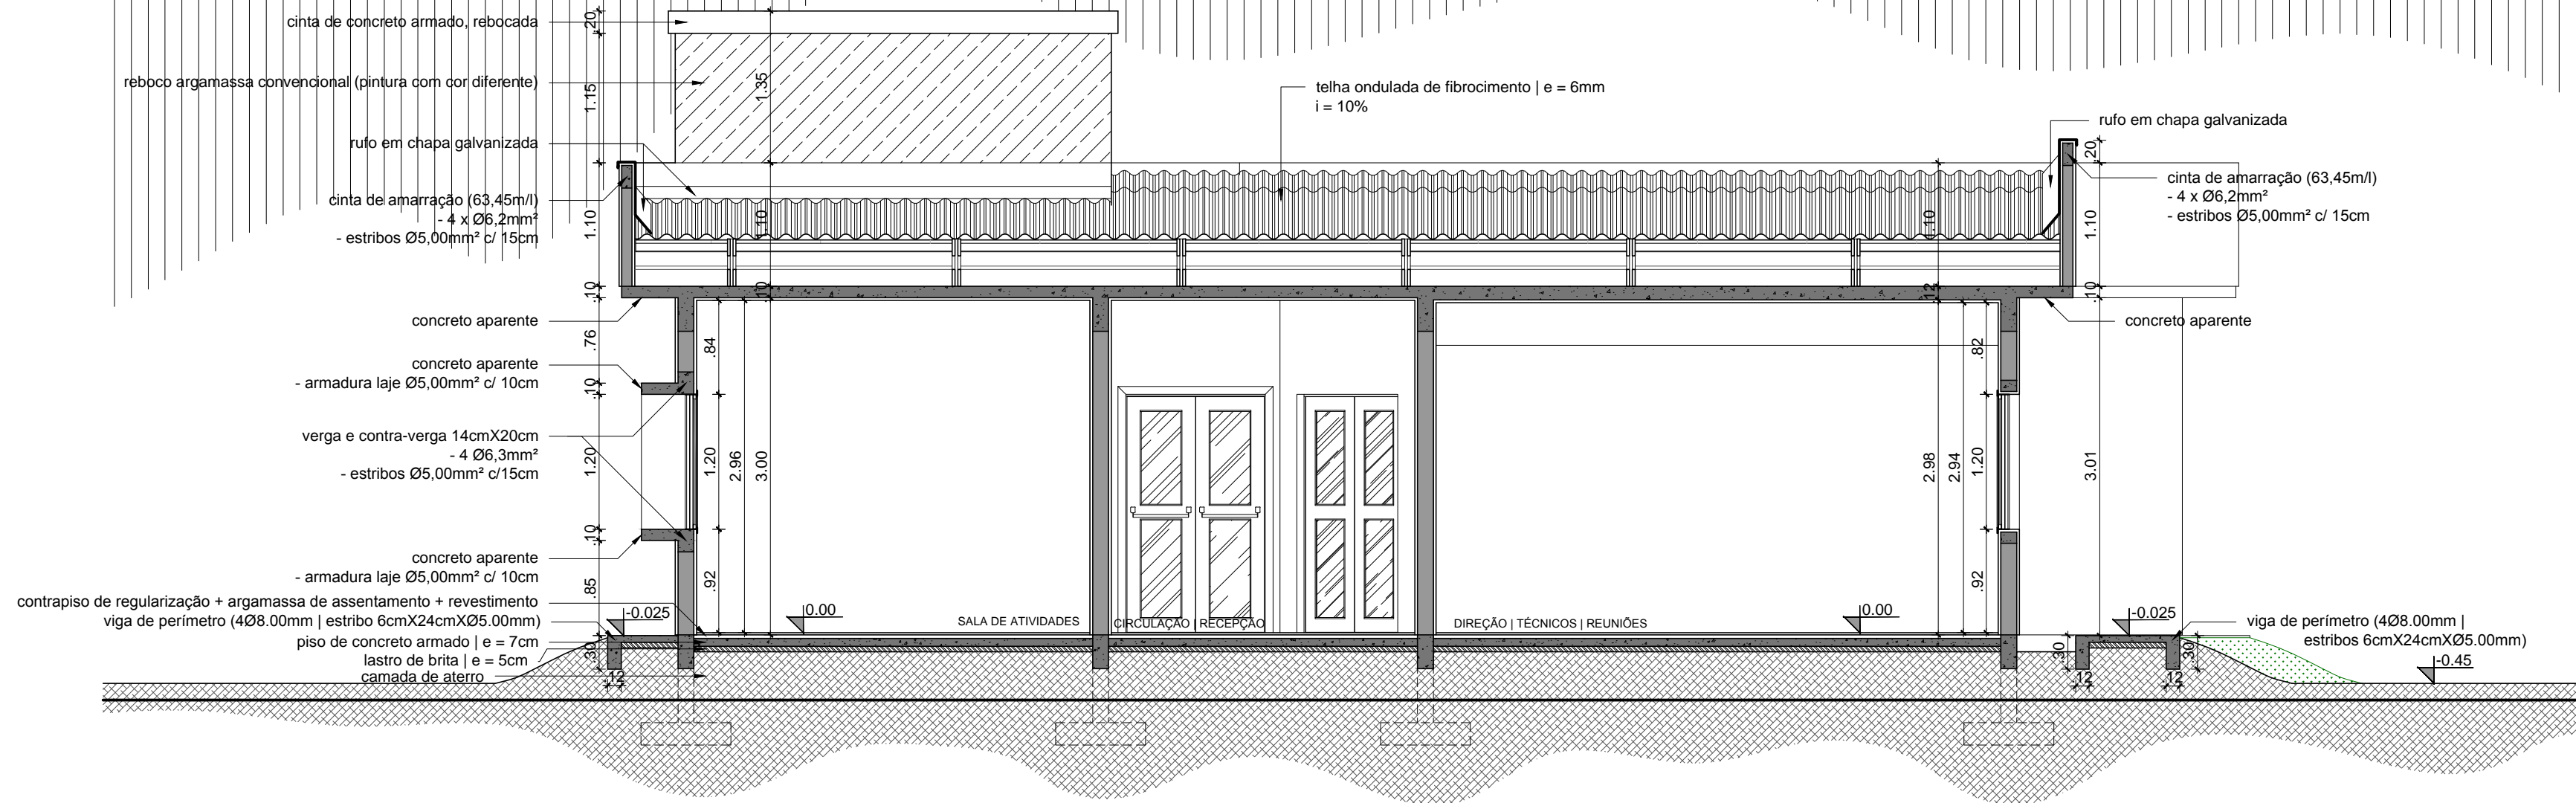 cinta de concreto armado, rebocada
.20
reboco argamassa convencional (pintura com cor diferente)
1.15
1.35
telha ondulada de fibrocimento | e = 6mm
i = 10%
rufo em chapa galvanizada
rufo em chapa galvanizada
.20
cinta de amarração (63,45m/l)
- 4 x Ø6,2mm²
- estribos Ø5,00mm² c/ 15cm
1.10
1.10
1.10
1.10
cinta de amarração (63,45m/l)
- 4 x Ø6,2mm²
- estribos Ø5,00mm² c/ 15cm
.10
.10
.12
.10
concreto aparente
concreto aparente
.76
.84
.82
concreto aparente
- armadura laje Ø5,00mm² c/ 10cm
.10
verga e contra-verga 14cmX20cm
- 4 Ø6,3mm²
- estribos Ø5,00mm² c/15cm
1.20
1.20
2.96
3.00
2.98
2.94
1.20
3.01
.10
concreto aparente
- armadura laje Ø5,00mm² c/ 10cm
.85
.92
.92
contrapiso de regularização + argamassa de assentamento + revestimento
-0.025
0.00
0.00
-0.025
viga de perímetro (4Ø8.00mm | estribo 6cmX24cmXØ5.00mm)
SALA DE ATIVIDADES
CIRCULAÇÃO | RECEPÇÃO
DIREÇÃO | TÉCNICOS | REUNIÕES
viga de perímetro (4Ø8.00mm |
estribos 6cmX24cmXØ5.00mm)
piso de concreto armado | e = 7cm
.30
.30
.30
lastro de brita | e = 5cm
-0.45
camada de aterro
.12
.12
.12